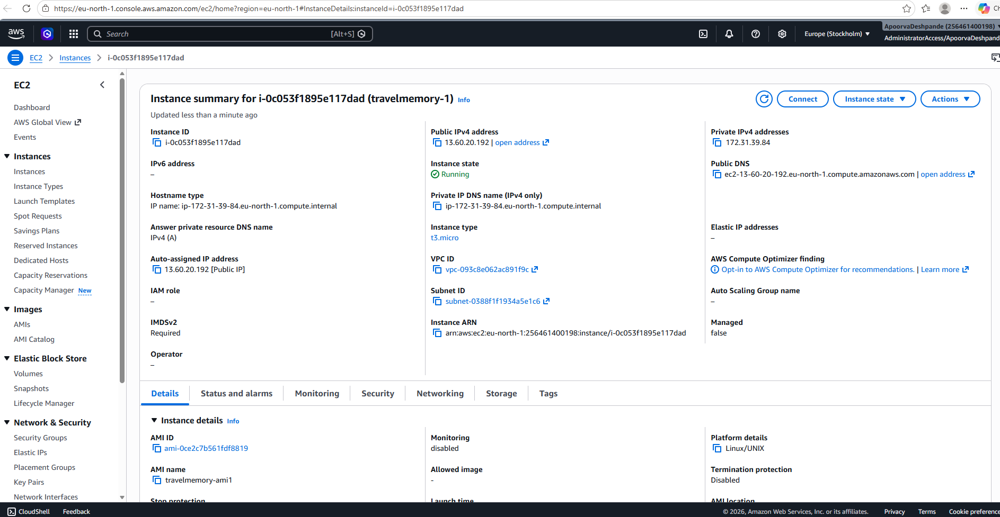 https://eu-north-1.console.aws.amazon.com/ec2/home?region=eu-north-1#InstanceDetails:instanceId=i-0c053f1895e117dad
aws
Search [Alt+S]
Europe (Stockholm)
ApoorvaDeshpande (256461400198)
AdministratorAccess/ApoorvaDeshpand
EC2 Instances i-0c053f1895e117dad
EC2
Dashboard
AWS Global View
Events
Instances
Instances
Instance Types
Launch Templates
Spot Requests
Savings Plans
Reserved Instances
Dedicated Hosts
Capacity Reservations
Capacity Manager New
Images
AMIs
AMI Catalog
Elastic Block Store
Volumes
Snapshots
Lifecycle Manager
Network & Security
Security Groups
Elastic IPs
Placement Groups
Key Pairs
Network Interfaces
Instance summary for i-0c053f1895e117dad (travelmemory-1) Info
Connect Instance state Actions
Updated less than a minute ago
Instance ID
i-0c053f1895e117dad
Public IPv4 address
13.60.20.192 | open address
Private IPv4 addresses
172.31.39.84
IPv6 address
–
Instance state
Running
Public DNS
ec2-13-60-20-192.eu-north-1.compute.amazonaws.com | open address
Hostname type
IP name: ip-172-31-39-84.eu-north-1.compute.internal
Private IP DNS name (IPv4 only)
ip-172-31-39-84.eu-north-1.compute.internal
Answer private resource DNS name
IPv4 (A)
Instance type
t3.micro
Elastic IP addresses
–
Auto-assigned IP address
13.60.20.192 [Public IP]
VPC ID
vpc-093c8e062ac891f9c
AWS Compute Optimizer finding
Opt-in to AWS Compute Optimizer for recommendations. | Learn more
IAM role
–
Subnet ID
subnet-0388f1f1934a5e1c6
Auto Scaling Group name
–
IMDSv2
Required
Instance ARN
arn:aws:ec2:eu-north-1:256461400198:instance/i-0c053f1895e117dad
Managed
false
Operator
–
Details Status and alarms Monitoring Security Networking Storage Tags
Instance details Info
AMI ID
ami-0ce2c7b561fdf8819
Monitoring
disabled
Platform details
Linux/UNIX
AMI name
travelmemory-ami1
Allowed image
-
Termination protection
Disabled
Stop protection
Launch time
AMI location
CloudShell Feedback
© 2026, Amazon Web Services, Inc. or its affiliates. Privacy Terms Cookie preference